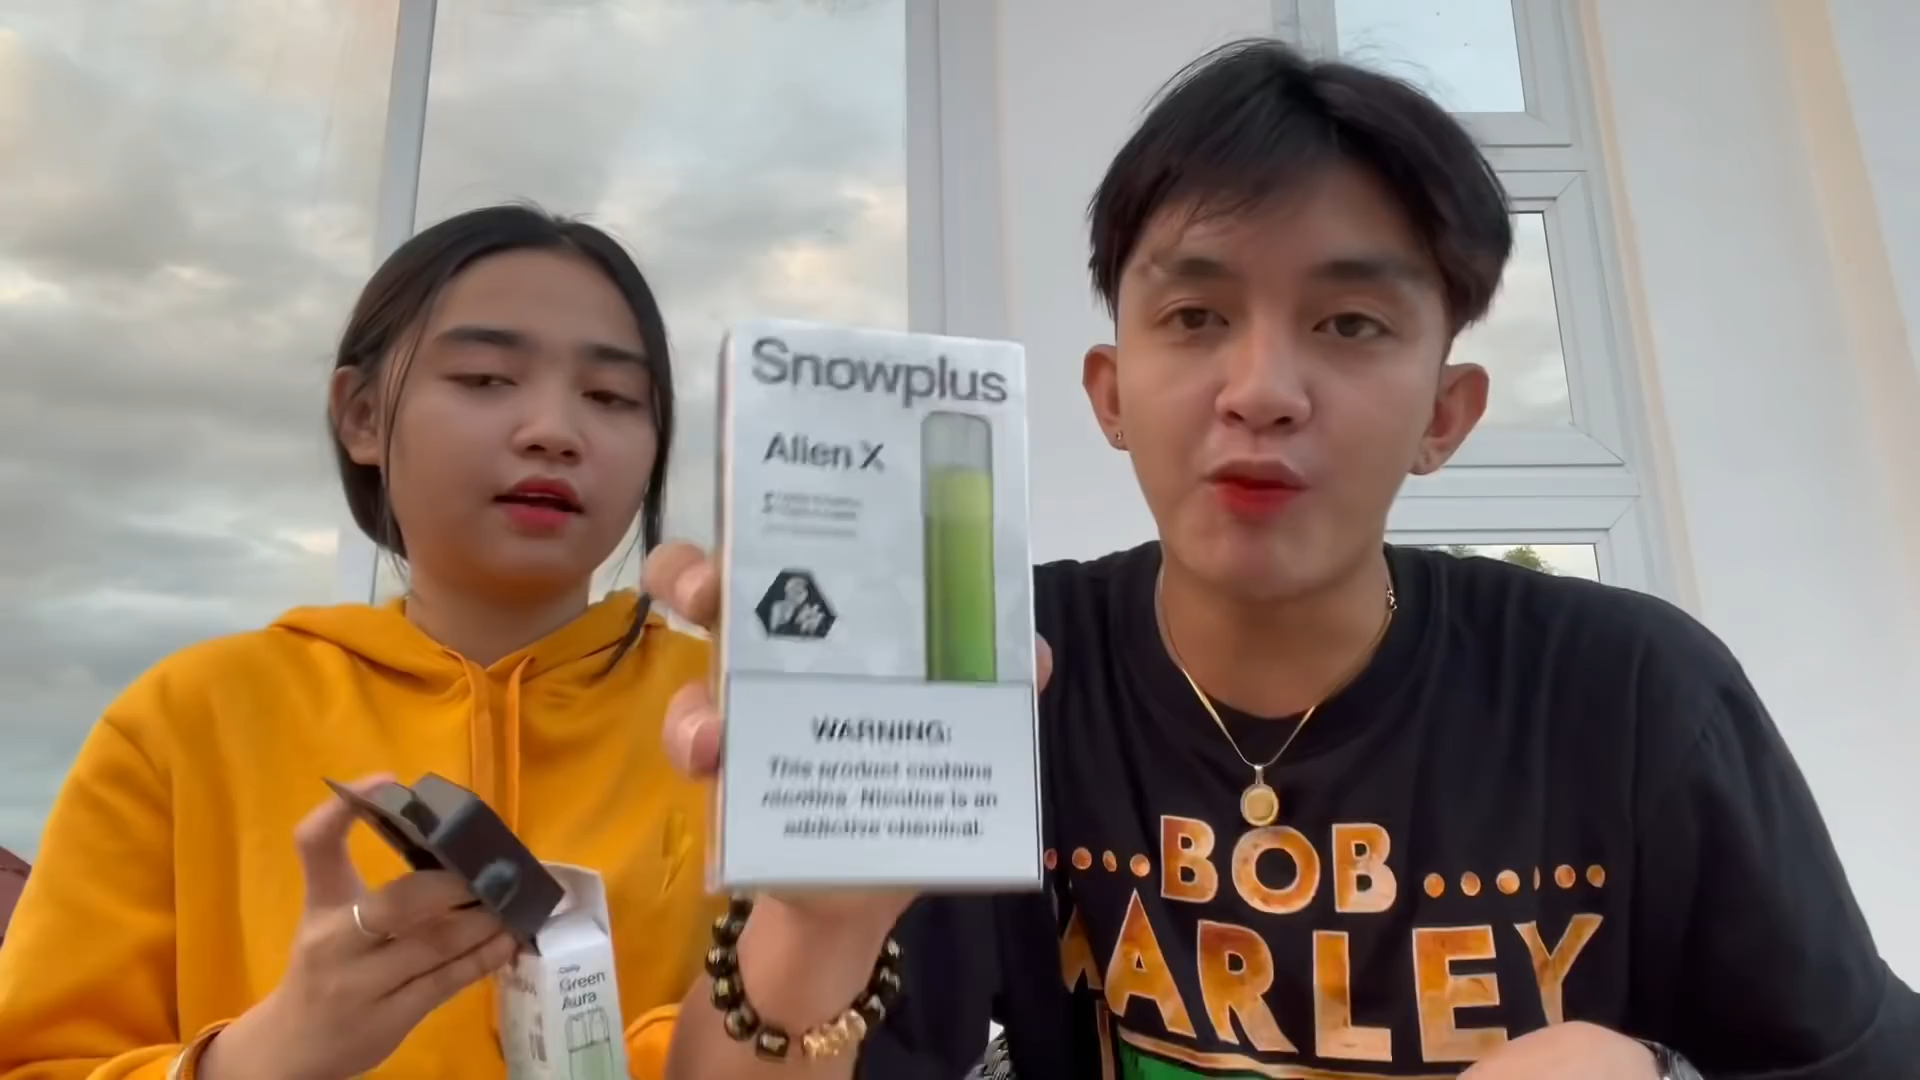 Snowplus
Alien X
WARNING:
This product contains
nicotine. Nicotine is an
addictive chemical.
BOB
MARLEY
Green
Aura